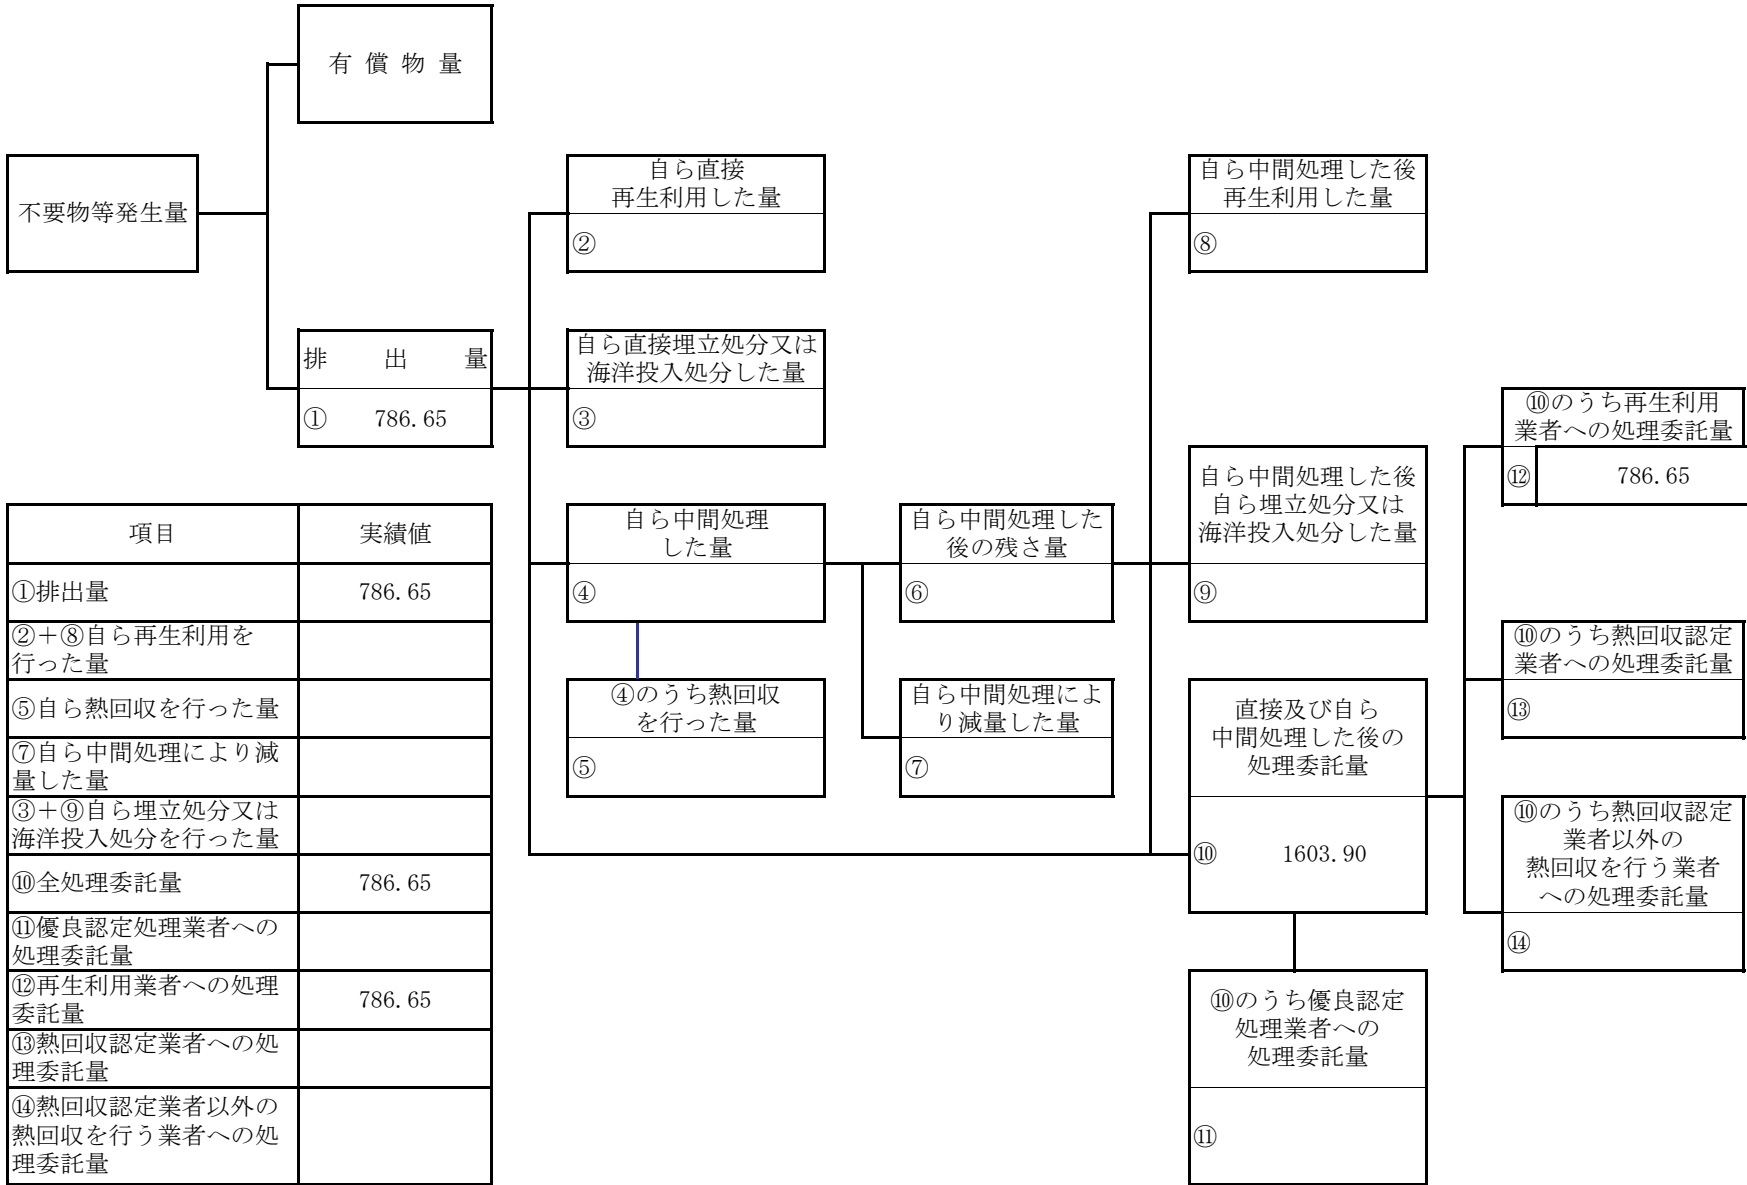 有償物量
不要物等発生量
自ら直接
再生利用した量
②
自ら中間処理した後
再生利用した量
⑧
排出量
① 786.65
自ら直接埋立処分又は
海洋投入処分した量
③
⑩のうち再生利用
業者への処理委託量
⑫ 786.65
自ら中間処理した後
自ら埋立処分又は
海洋投入処分した量
⑨
自ら中間処理
した量
④
自ら中間処理した
後の残さ量
⑥
⑩のうち熱回収認定
業者への処理委託量
⑬
④のうち熱回収
を行った量
⑤
自ら中間処理によ
り減量した量
⑦
直接及び自ら
中間処理した後の
処理委託量
⑩ 1603.90
⑩のうち熱回収認定
業者以外の
熱回収を行う業者
への処理委託量
⑭
⑩のうち優良認定
処理業者への
処理委託量
⑪
項目 実績値
①排出量 786.65
②+⑧自ら再生利用を
行った量
⑤自ら熱回収を行った量
⑦自ら中間処理により減
量した量
③+⑨自ら埋立処分又は
海洋投入処分を行った量
⑩全処理委託量 786.65
⑪優良認定処理業者への
処理委託量
⑫再生利用業者への処理
委託量 786.65
⑬熱回収認定業者への処
理委託量
⑭熱回収認定業者以外の
熱回収を行う業者への処
理委託量